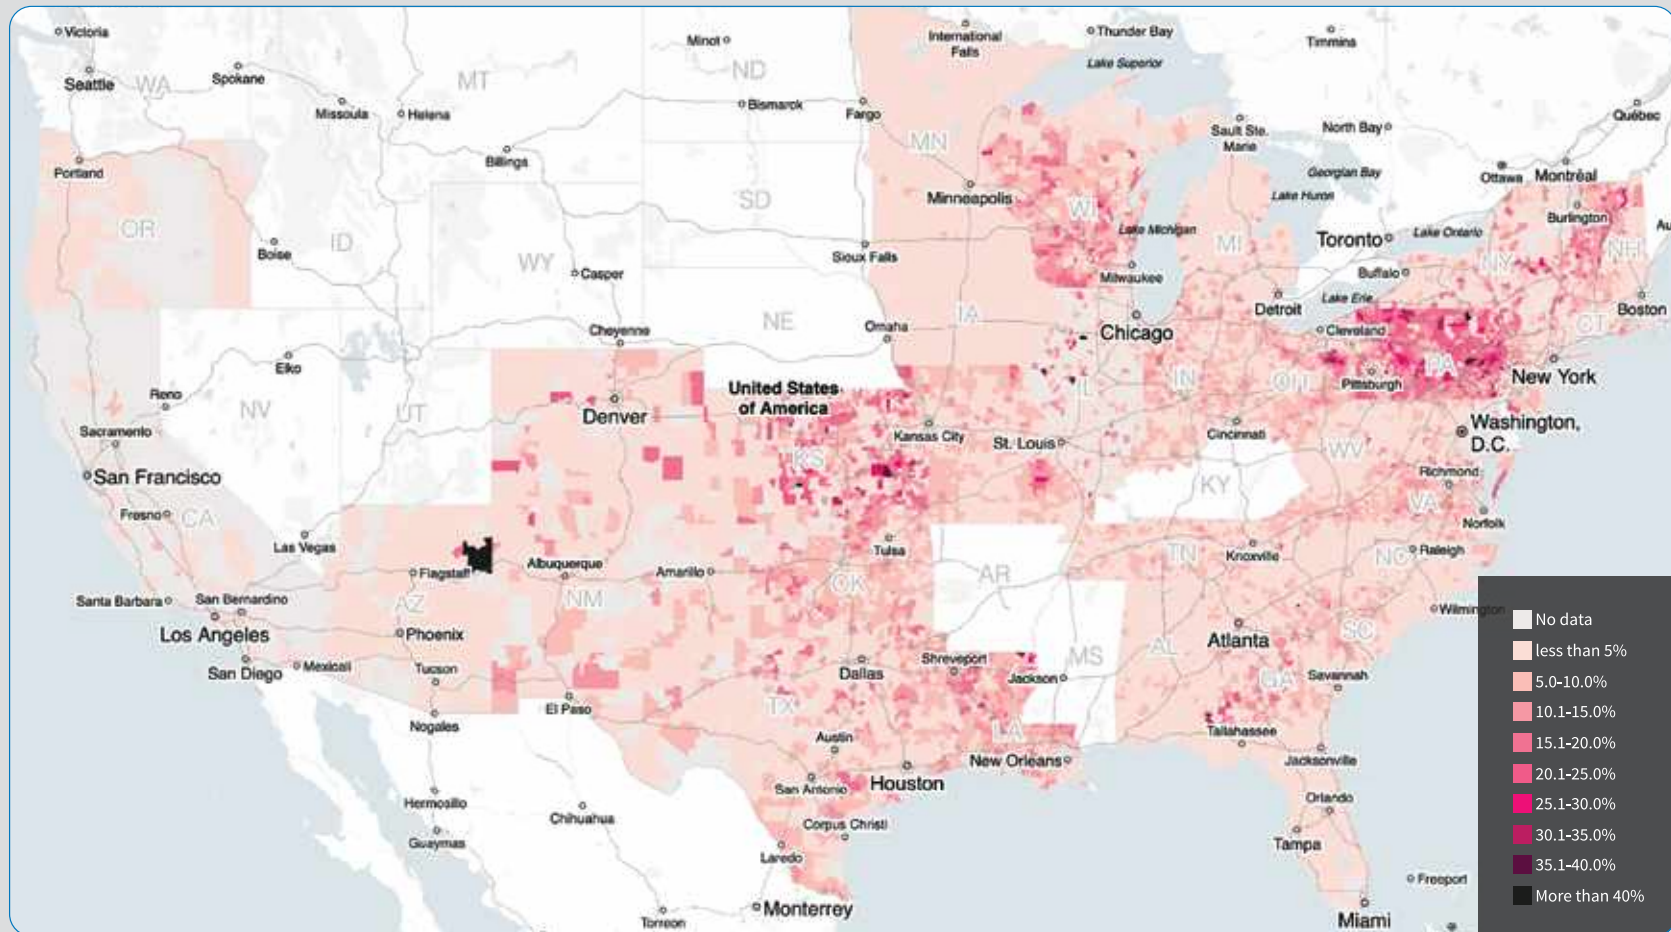 Victoria
Seattle
WA
Spokane
Missoula
Helena
MT
Minot
ND
Bismarck
Fargo
International
Falls
Thunder Bay
Lake Superior
Timmins
Québec
North Bay
Sault Ste.
Marie
Georgian Bay
Ottawa
Montréal
Lake Huron
Portland
OR
Boise
ID
Billings
WY
Casper
SD
Sioux Falls
MN
Minneapolis
WI
Lake Michigan
Milwaukee
MI
Toronto
Lake Ontario
Burlington
Au
NH
NY
Buffalo
Detroit
Lake Erie
Boston
CT
Cheyenne
NE
Omaha
IA
Chicago
Cleveland
PA
Pittsburgh
New York
Elko
Reno
NV
UT
Sacramento
San Francisco
Denver
United States
of America
KS
Kansas City
St. Louis
IL
IN
OH
Cincinnati
WV
Washington,
D.C.
Richmond
VA
Norfolk
KY
Fresno
CA
Las Vegas
Flagstaff
Albuquerque
Amarillo
Tulsa
OK
AR
TN
Knoxville
NC
Raleigh
Santa Barbara
San Bernardino
Los Angeles
AZ
NM
Phoenix
Wilmington
San Diego
Mexicali
Tucson
Nogales
El Paso
TX
Dallas
Shreveport
Jackson
MS
AL
Atlanta
SC
GA
Savannah
Austin
LA
New Orleans
Tallahassee
Jacksonville
San Antonio
Houston
Hermosillo
Guaymas
Chihuahua
Corpus Christi
Laredo
Orlando
Tampa
Torreon
Monterrey
Freeport
Miami
No data
less than 5%
5.0-10.0%
10.1-15.0%
15.1-20.0%
20.1-25.0%
25.1-30.0%
30.1-35.0%
35.1-40.0%
More than 40%